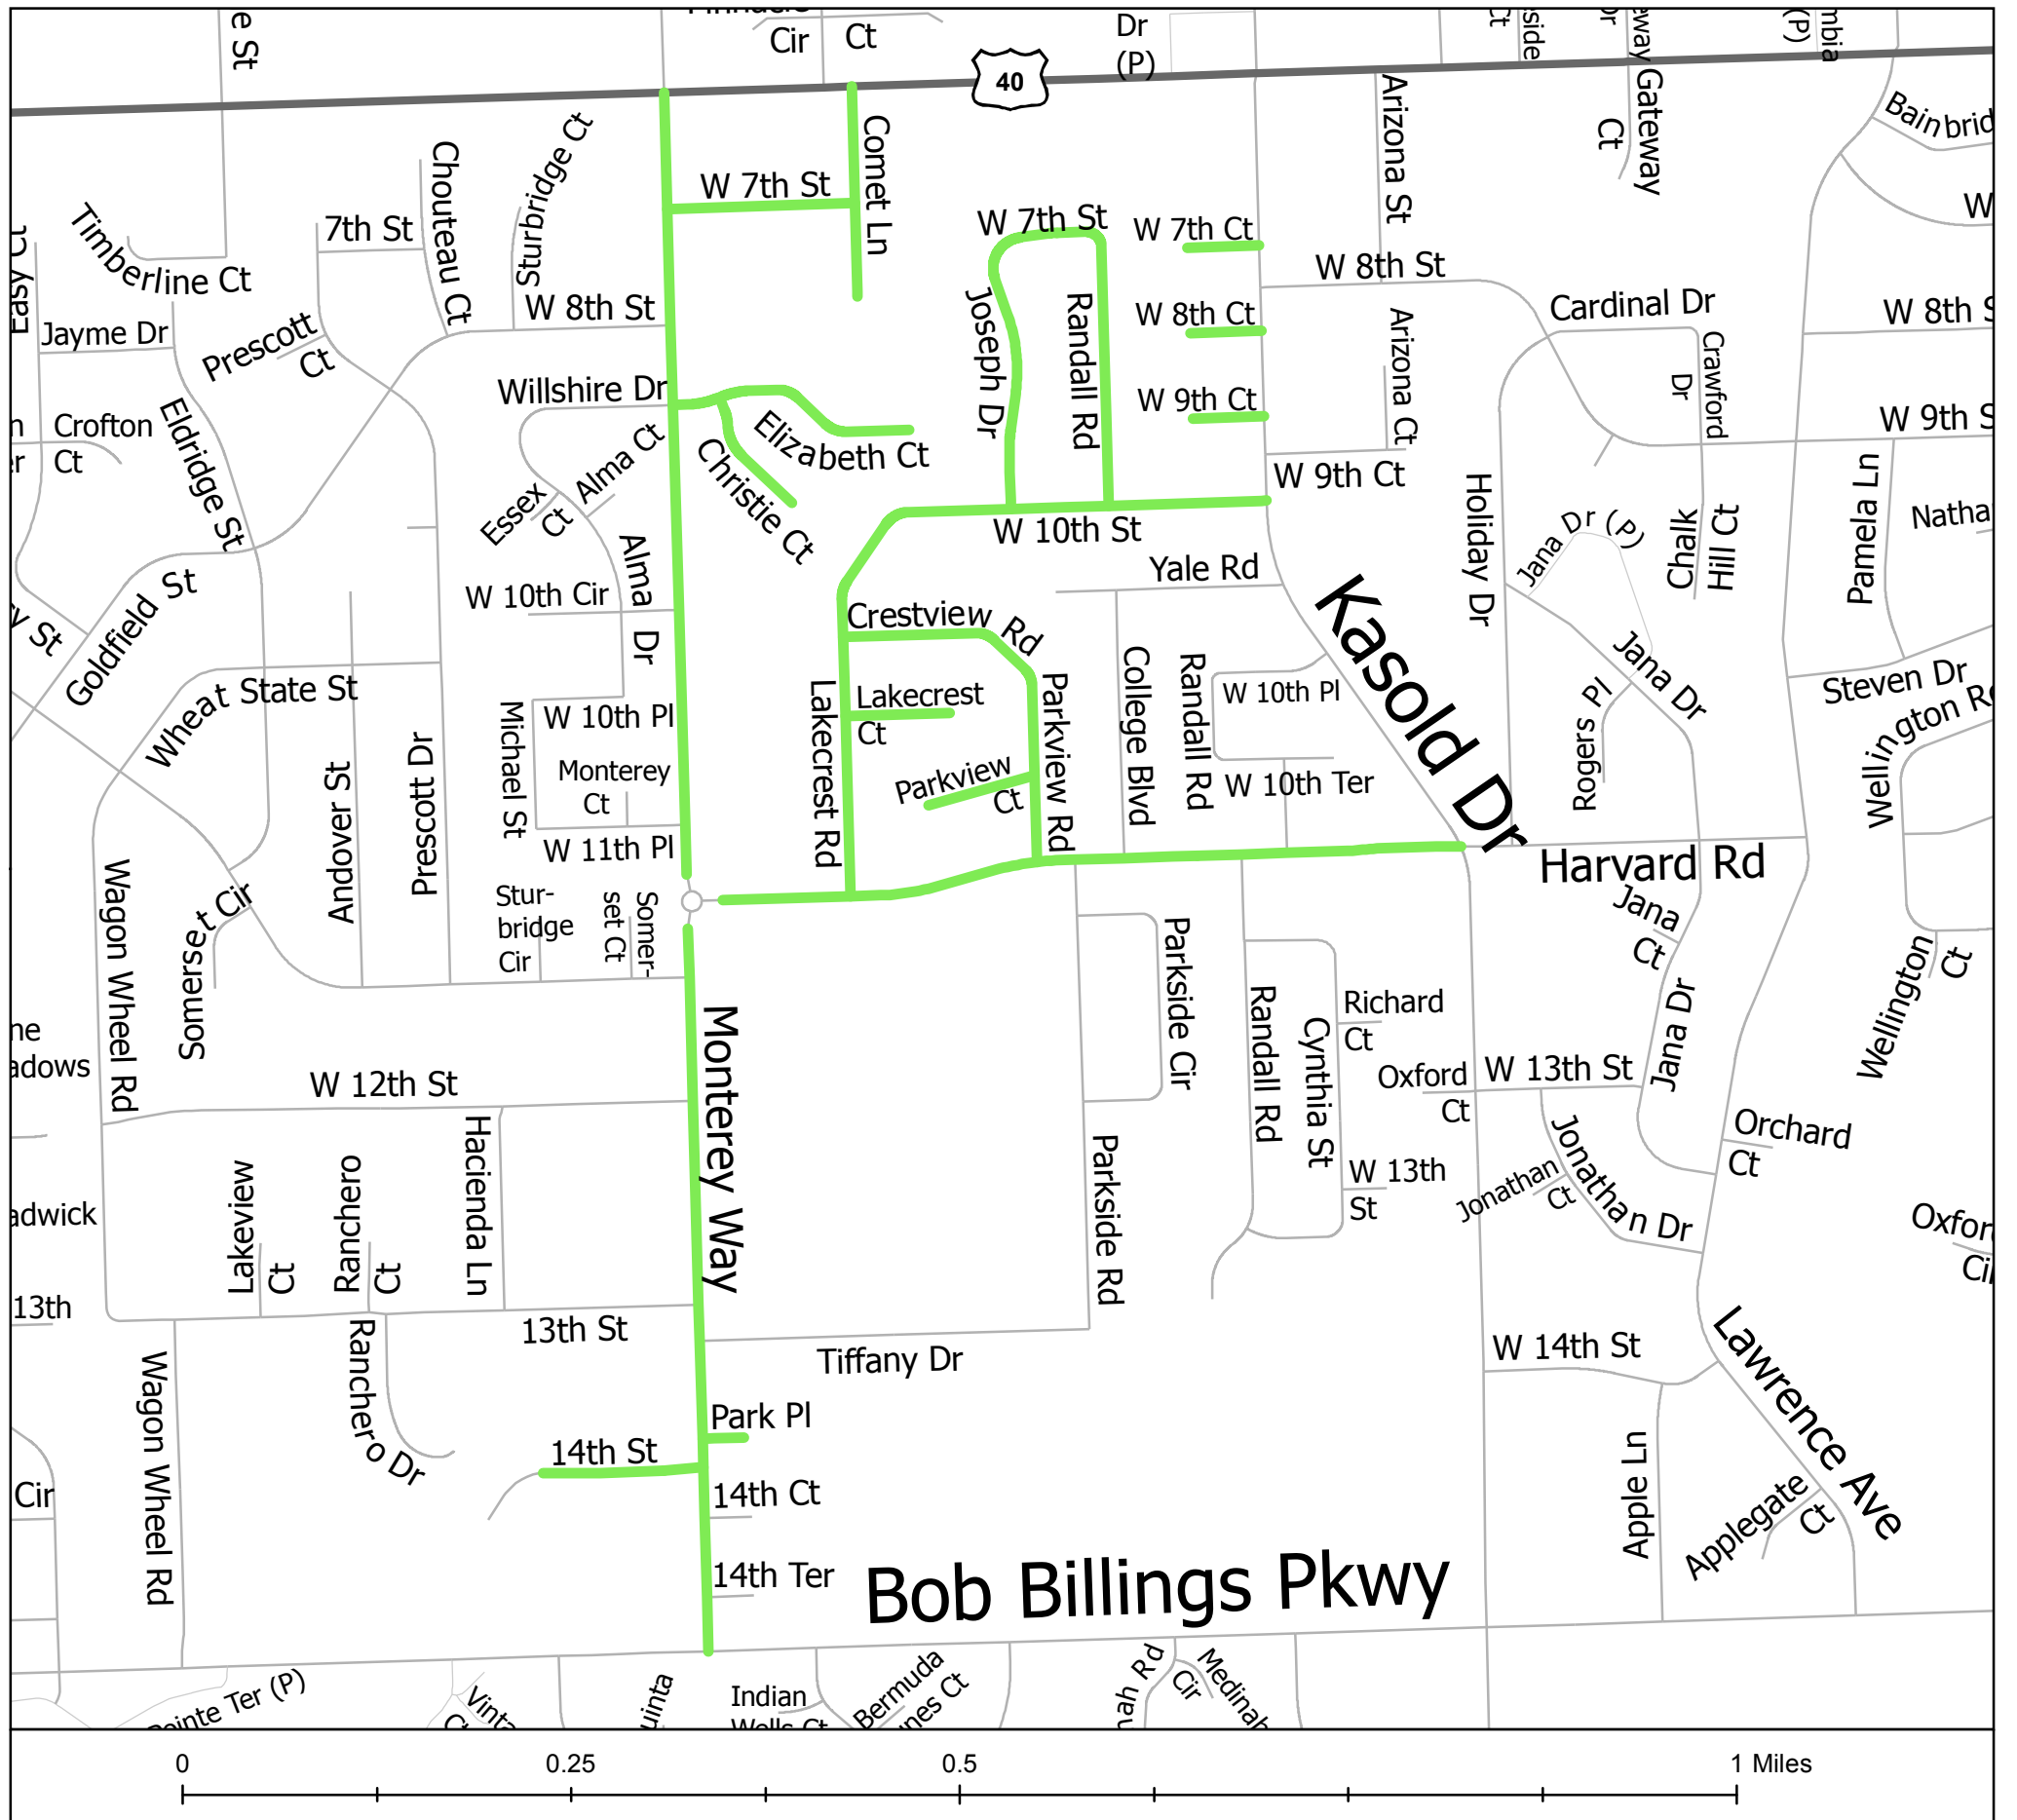 e St
Cir
Ct
Dr
(P)
Ct
side
Dr
(P)
40
Gateway
Ct
Arizona St
Comet Ln
Sturbridge Ct
Chouteau Ct
W 7th St
W 7th St
W 7th Ct
7th St
Timberline Ct
Easy Ct
W 8th St
W 8th St
W 8th Ct
Cardinal Dr
Jayme Dr
Prescott
Ct
Joseph Dr
Randall Rd
Arizona Ct
Crawford
Dr
Willshire Dr
W 9th Ct
Crofton
Ct
Eldridge St
Alma Ct
Christie Ct
Elizabeth Ct
W 9th Ct
Essex
Ct
W 10th St
Holiday Dr
Jana Dr (P)
Chalk
Hill Ct
Pamela Ln
Yale Rd
Alma
Dr
W 10th Cir
Goldfield St
Crestview Rd
Kasold Dr
Jana Dr
Steven Dr
Wheat State St
Lakecrest
Ct
W 10th Pl
W 10th Pl
Michael St
Lakecrest Rd
Parkview Rd
College Blvd
Randall Rd
Rogers Pl
Monterey
Ct
Parkview
Ct
W 10th Ter
Andover St
Prescott Dr
W 11th Pl
Harvard Rd
Wagon Wheel Rd
Somerset Cir
Stur-
bridge
Cir
Somer-
set Ct
Jana
Ct
Wellington
Ct
Parkside Cir
Randall Rd
Cynthia St
Richard
Ct
Jana Dr
Monterey Way
W 12th St
Oxford
Ct
W 13th St
Hacienda Ln
Lakeview
Ct
Ranchero
Ct
Parkside Rd
W 13th
St
Jonathan
Ct
Jonathan Dr
Orchard
Ct
13th
13th St
Tiffany Dr
W 14th St
Lawrence Ave
Wagon Wheel Rd
Ranchero Dr
Park Pl
14th St
14th Ct
Cir
Apple Ln
Applegate
Ct
14th Ter
Bob Billings Pkwy
Indian
Wells Ct
Bermuda
Cir
Medinah
0
0.25
0.5
1 Miles